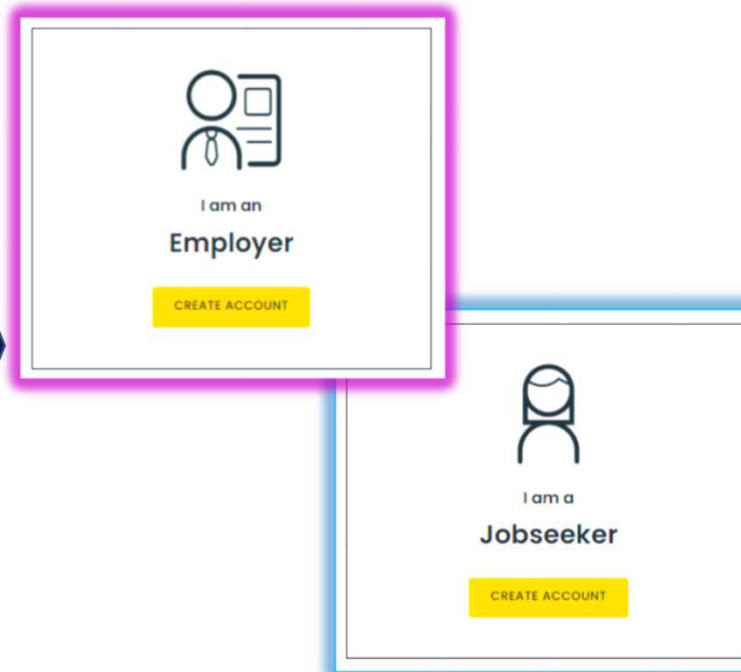 I am an
Employer
CREATE ACCOUNT
I am a
Jobseeker
CREATE ACCOUNT